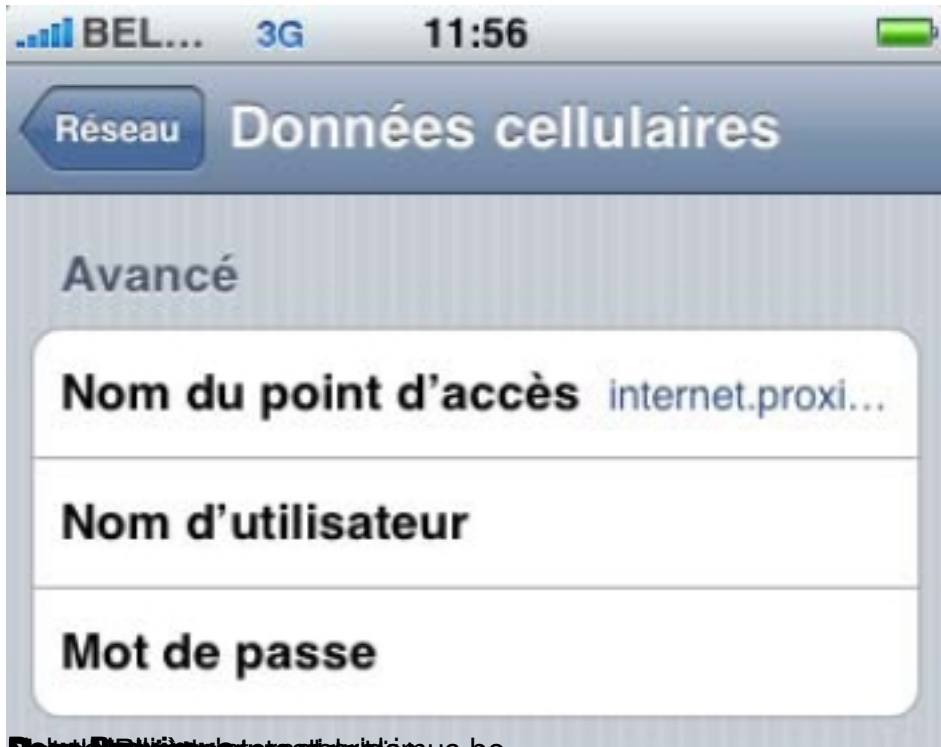 BEL... 3G 11:56
Réseau Données cellulaires
Avancé
Nom du point d'accès internet.proxi...
Nom d'utilisateur
Mot de passe